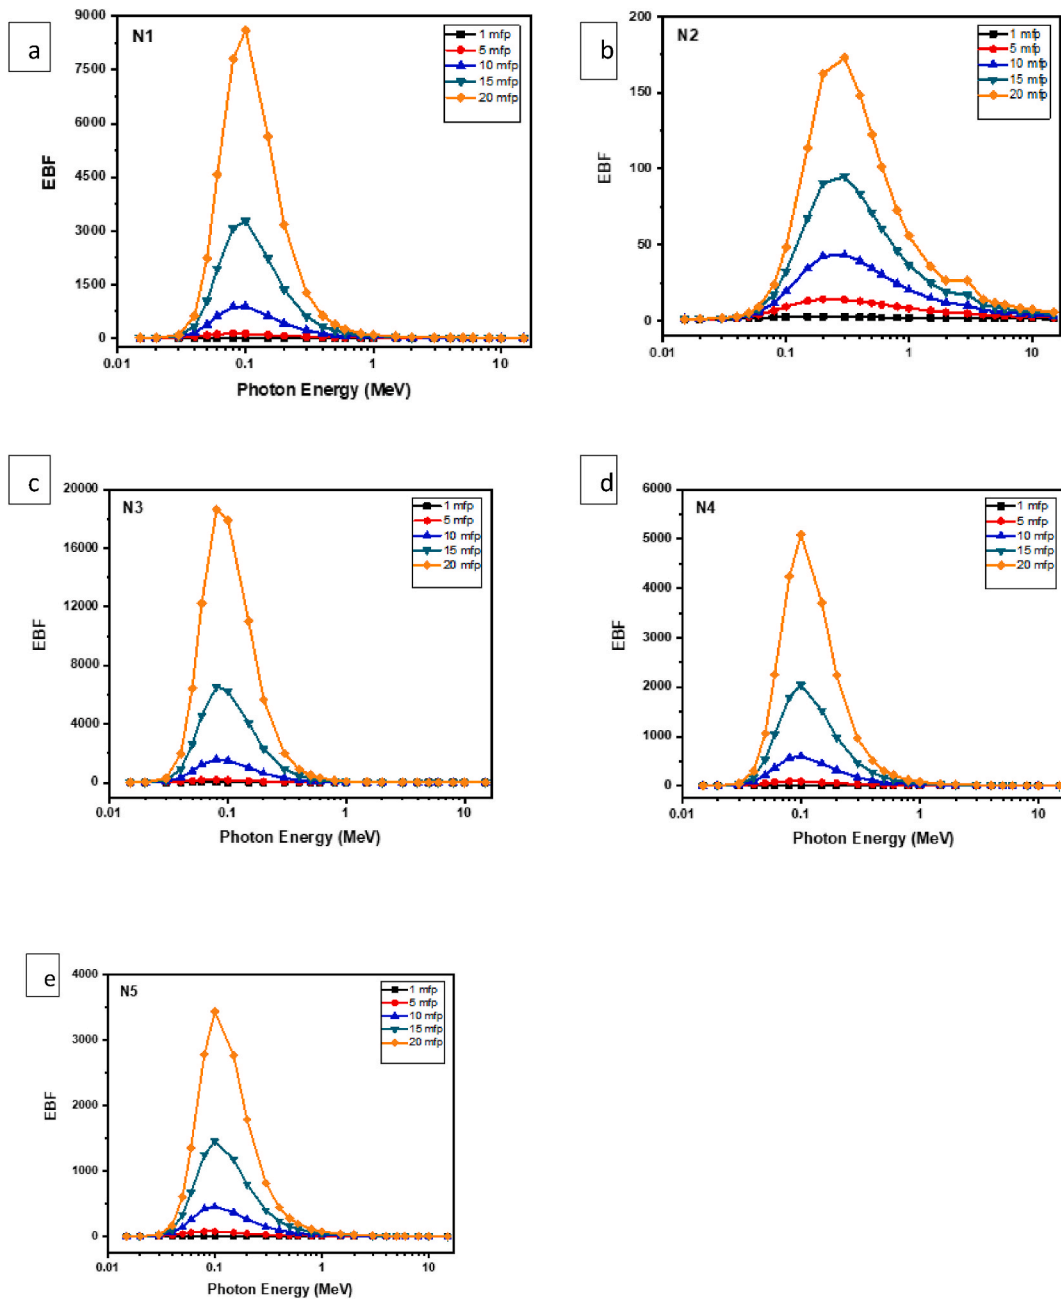 a
N1
1 mfp
5 mfp
10 mfp
15 mfp
20 mfp
9000
7500
6000
4500
3000
1500
0
EBF
0.01
0.1
1
10
Photon Energy (MeV)
b
N2
1 mfp
5 mfp
10 mfp
15 mfp
20 mfp
200
150
100
50
0
EBF
0.01
0.1
1
10
Photon Energy (MeV)
c
N3
1 mfp
5 mfp
10 mfp
15 mfp
20 mfp
20000
16000
12000
8000
4000
0
EBF
0.01
0.1
1
10
Photon Energy (MeV)
d
N4
1 mfp
5 mfp
10 mfp
15 mfp
20 mfp
6000
5000
4000
3000
2000
1000
0
EBF
0.01
0.1
1
10
Photon Energy (MeV)
e
N5
1 mfp
5 mfp
10 mfp
15 mfp
20 mfp
4000
3000
2000
1000
0
EBF
0.01
0.1
1
10
Photon Energy (MeV)